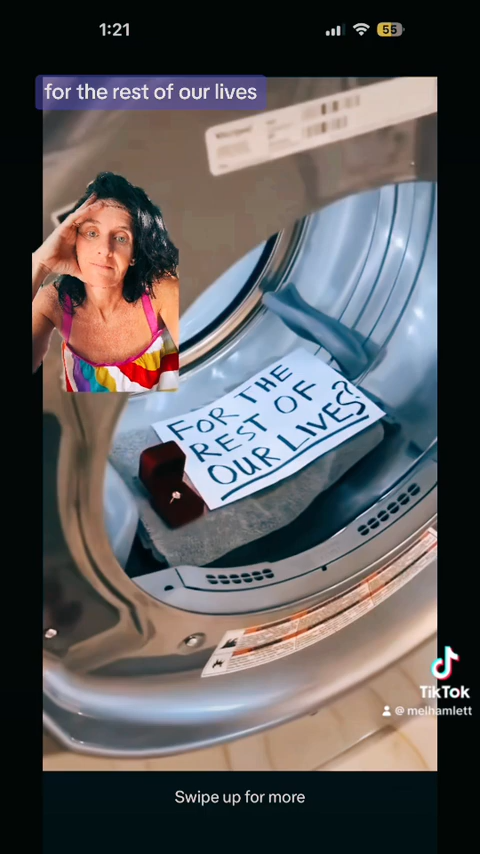 1:21
55
for the rest of our lives
FOR THE
REST OF
OUR LIVES?
TikTok
@melhamlett
Swipe up for more